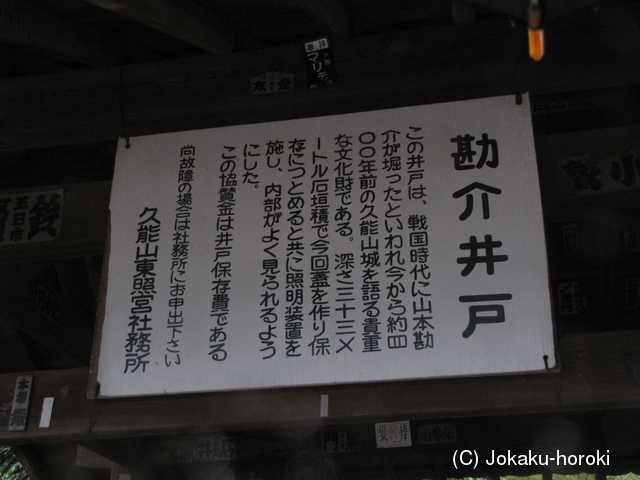 勘介井戸
この井戸は、戦国時代に山本勘
介が堀ったといわれ今から約四
〇〇年前の久能山城を語る貴重
な文化財である。深さ三十三メ
ートル石垣積で今回蓋を作り保
存につとめると共に照明装置を
施し、内部がよく見られるよう
にした。
この協賛金は井戸保存費である
尚故障の場合は社務所にお申出下さい
久能山東照宮社務所
五日市
(C) Jokaku-horoki